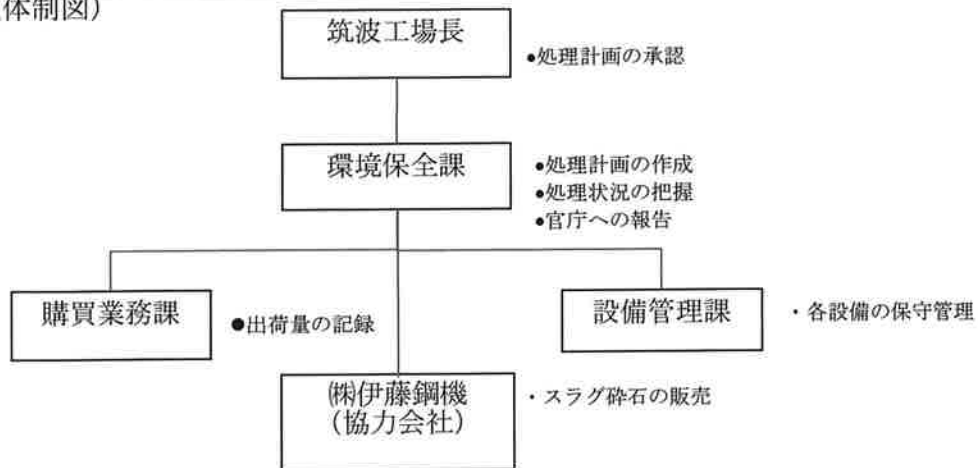 体制図）
筑波工場長
●処理計画の承認
環境保全課
●処理計画の作成
●処理状況の把握
●官庁への報告
購買業務課
●出荷量の記録
設備管理課
・各設備の保守管理
㈱伊藤鋼機
（協力会社）
・スラグ砕石の販売